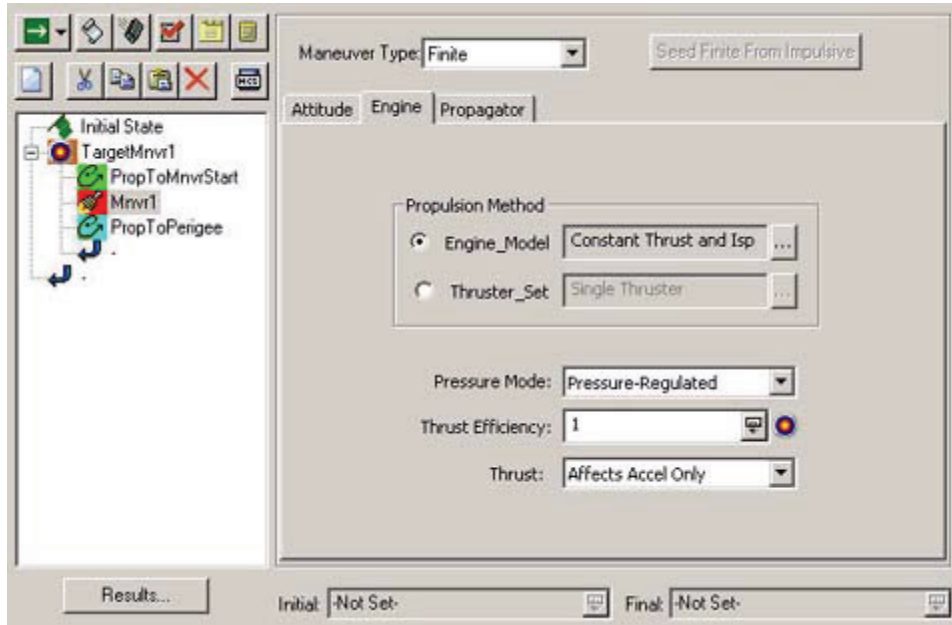 Maneuver Type: Finite
Seed Finite From Impulsive
MCS
Attitude
Engine
Propagator
Initial State
TargetMnvr1
PropToMnvrStart
Mnvr1
PropToPerigee
.
.
Propulsion Method
Engine_Model
Constant Thrust and Isp
...
Thruster_Set
Single Thruster
...
Pressure Mode: Pressure-Regulated
Thrust Efficiency: 1
Thrust: Affects Accel Only
Results...
Initial: -Not Set-
Final: -Not Set-